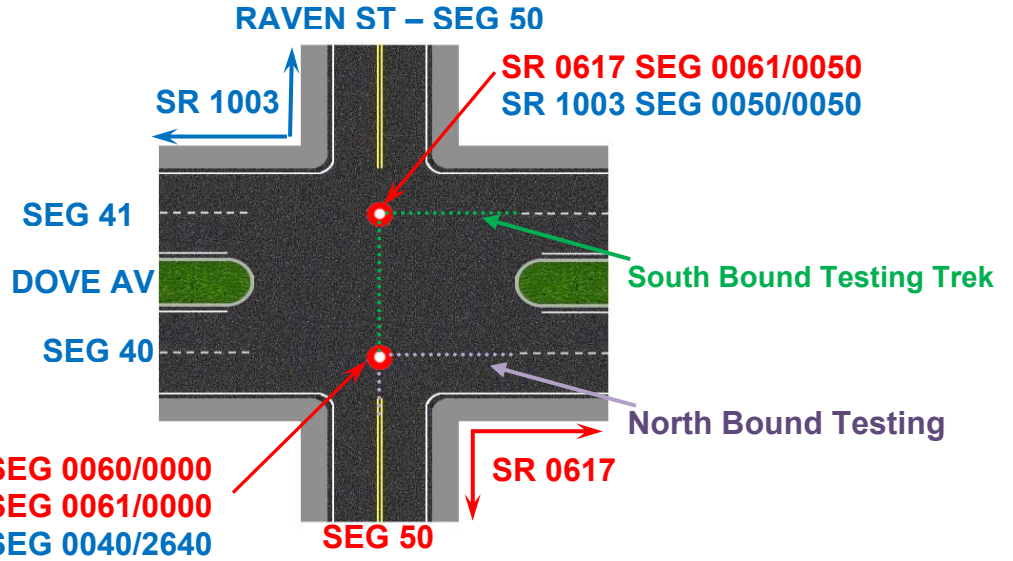 RAVEN ST – SEG 50
SR 0617 SEG 0061/0050
SR 1003 SEG 0050/0050
SR 1003
SEG 41
DOVE AV
South Bound Testing Trek
SEG 40
North Bound Testing
SEG 0060/0000
SEG 0061/0000
SEG 0040/2640
SR 0617
SEG 50